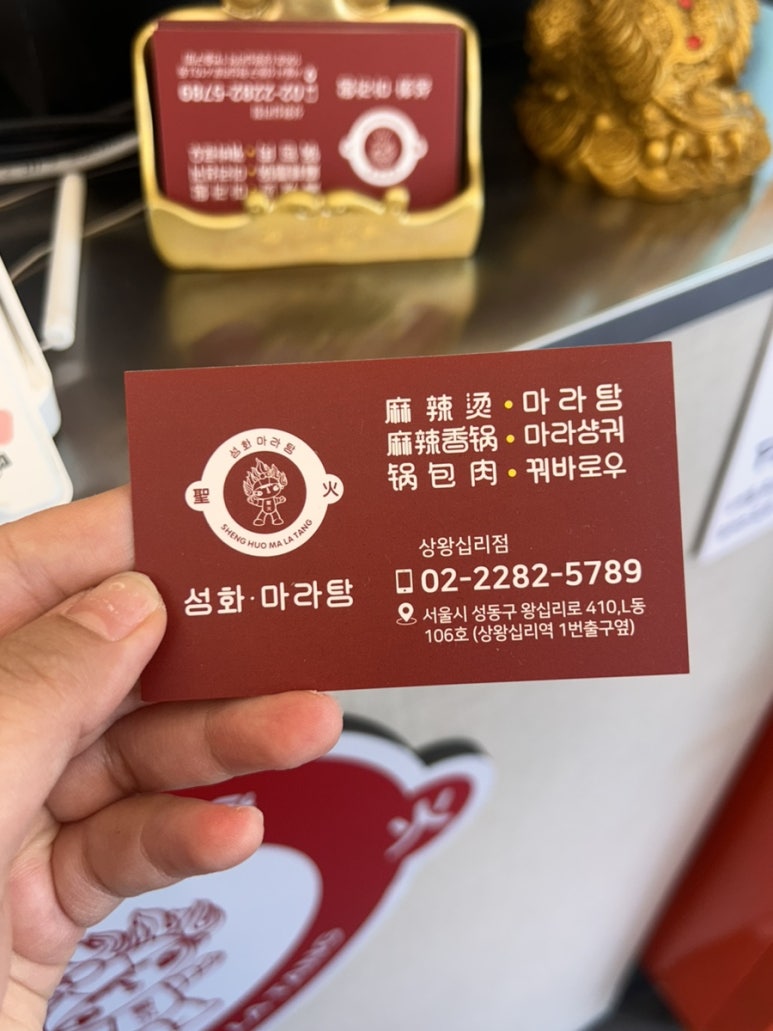 麻辣烫·마라탕
麻辣香锅·마라샹궈
锅包肉·꿔바로우
성화마라탕
聖 火
SHENG HUO MA LA TANG
성화·마라탕
상왕십리점
02-2282-5789
서울시 성동구 왕십리로 410,L동
106호 (상왕십리역 1번출구옆)
02-2282-5789
火
LA TANG